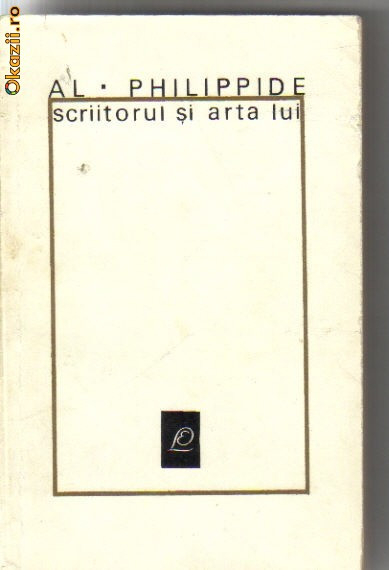 Okazii.ro
AL. PHILIPPIDE
scriitorul și arta lui